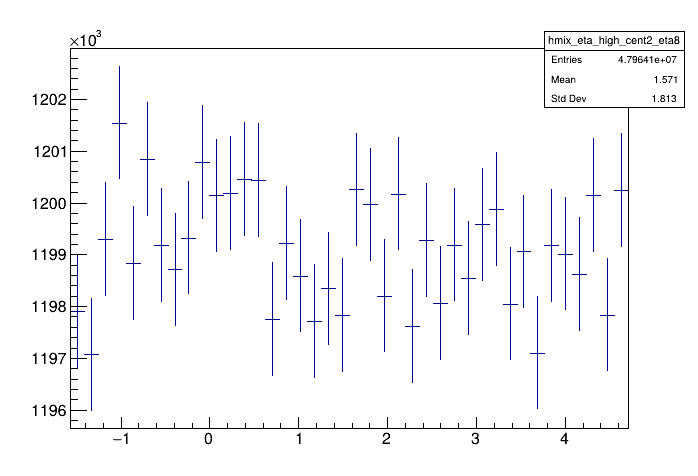 ×10³
hmix_eta_high_cent2_eta8
Entries 4.79641e+07
Mean 1.571
Std Dev 1.813
1202
1201
1200
1199
1198
1197
1196
−1 0 1 2 3 4